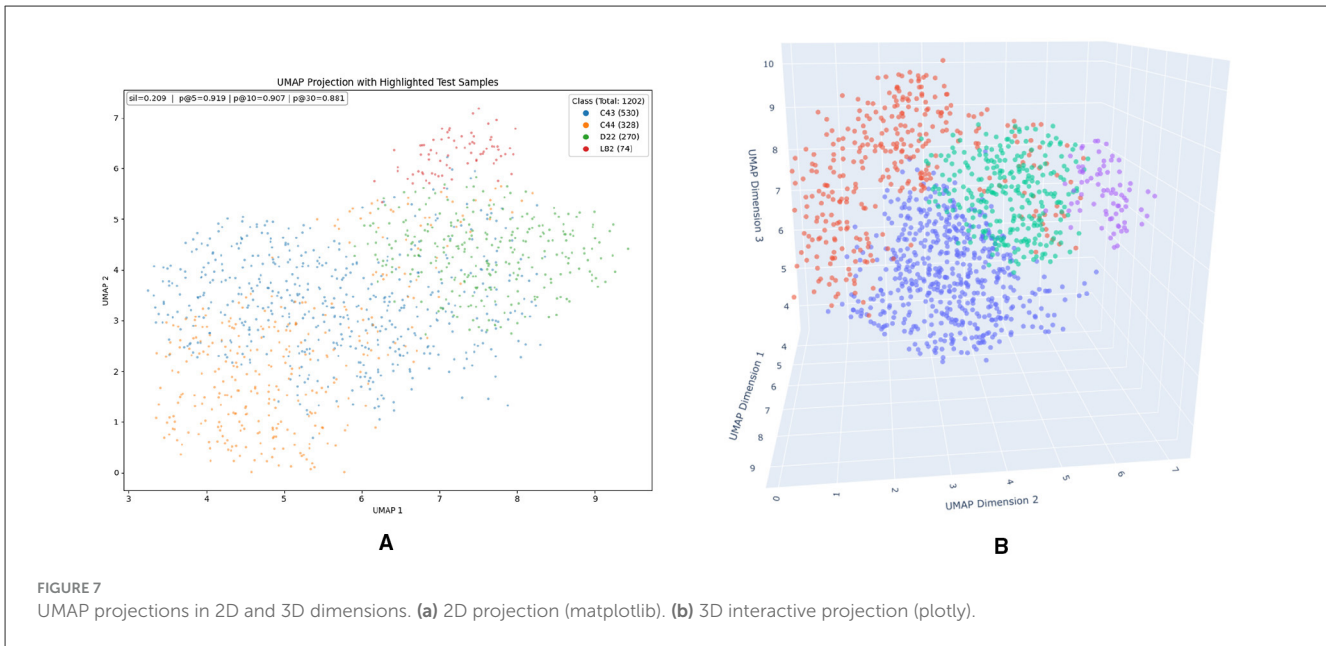 UMAP Projection with Highlighted Test Samples
sil=0.209 | p@5=0.919 | p@10=0.907 | p@30=0.881
Class (Total: 1202)
C43 (530)
C44 (328)
D22 (270)
LB2 (74)
7
6
5
4
3
2
1
0
UMAP 2
3
4
5
6
7
8
9
UMAP 1
A
10
9
8
7
6
5
4
UMAP Dimension 3
4
5
6
7
8
9
UMAP Dimension 1
0
1
2
3
4
5
6
7
UMAP Dimension 2
B
FIGURE 7
UMAP projections in 2D and 3D dimensions. (a) 2D projection (matplotlib). (b) 3D interactive projection (plotly).